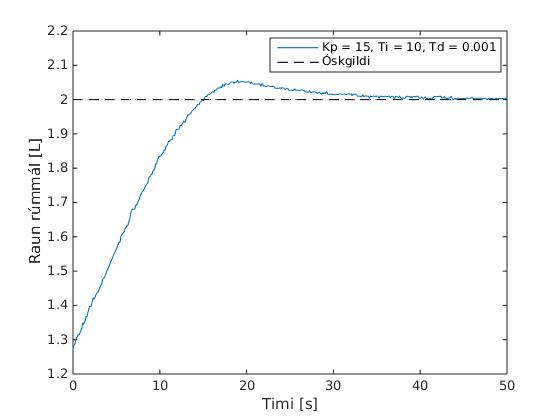 2.2
2.1
2
1.9
1.8
1.7
1.6
1.5
1.4
1.3
1.2
Raun rúmmál [L]
Kp = 15, Ti = 10, Td = 0.001
Óskgildi
0 10 20 30 40 50
Timi [s]